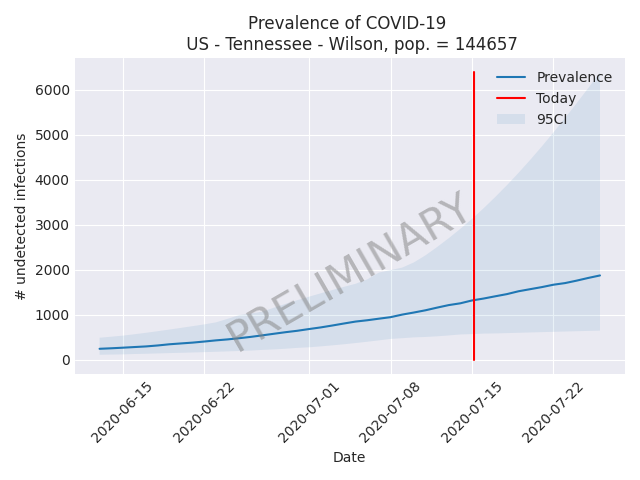 Prevalence of COVID-19
US - Tennessee - Wilson, pop. = 144657
Prevalence
Today
95CI
6000
5000
4000
3000
2000
1000
0
# undetected infections
PRELIMINARY
2020-06-15
2020-06-22
2020-07-01
2020-07-08
2020-07-15
2020-07-22
Date